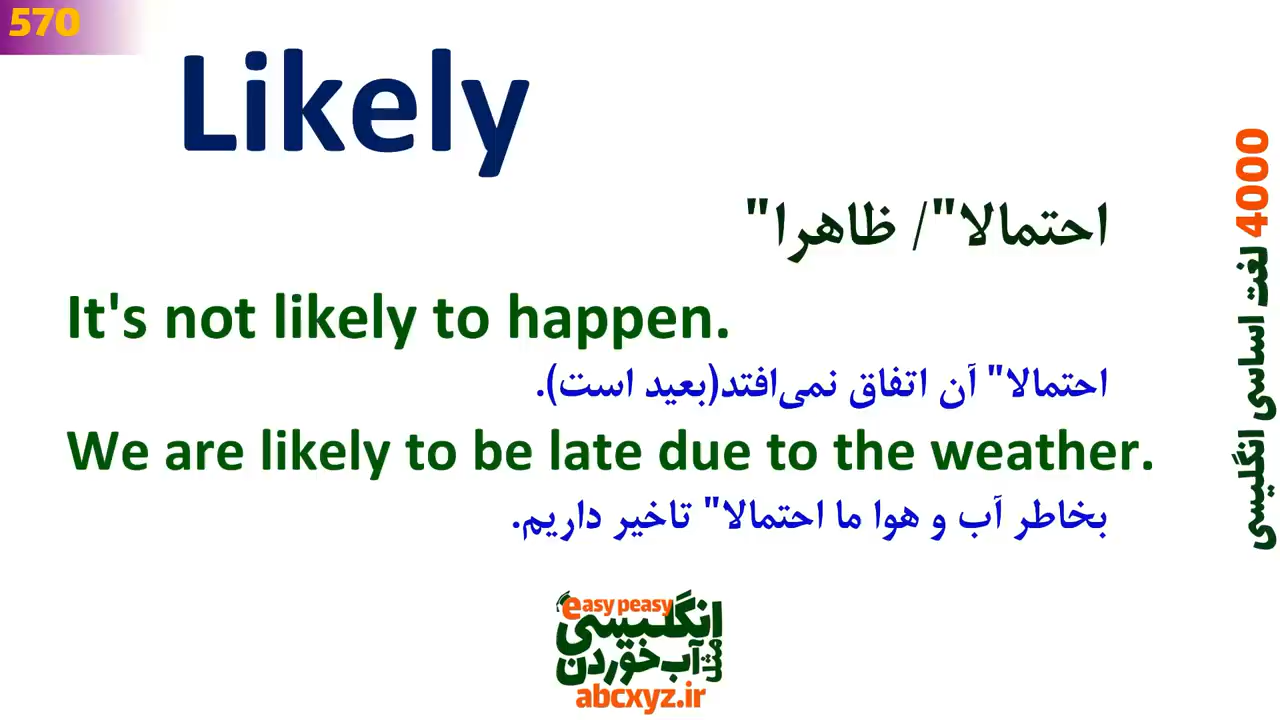 570
Likely
احتمالا"/ ظاهرا"
It's not likely to happen.
احتمالا" آن اتفاق نمی‌افتد(بعید است).
We are likely to be late due to the weather.
بخاطر آب و هوا ما احتمالا" تاخیر داریم.
4000 لغت اساسی انگلیسی
easy peasy
انگلیسی
مثل آب خوردن
abcxyz.ir